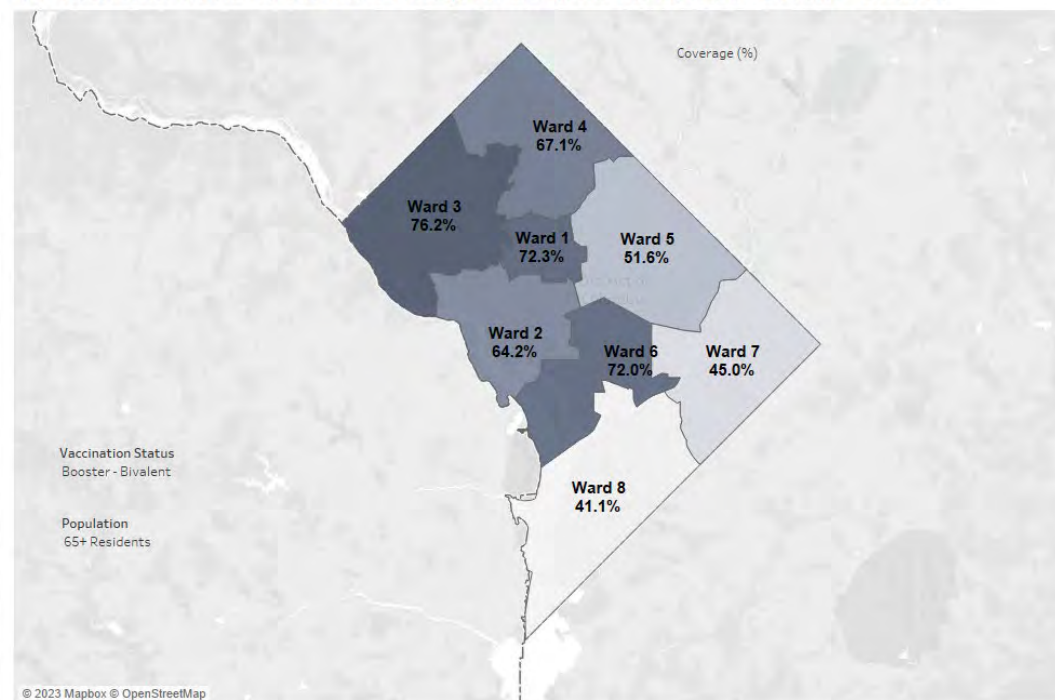 Coverage (%)
Ward 4
67.1%
Ward 3
76.2%
Ward 1
72.3%
Ward 5
51.6%
Ward 2
64.2%
Ward 6
72.0%
Ward 7
45.0%
Vaccination Status
Booster - Bivalent
Ward 8
41.1%
Population
65+ Residents
© 2023 Mapbox © OpenStreetMap